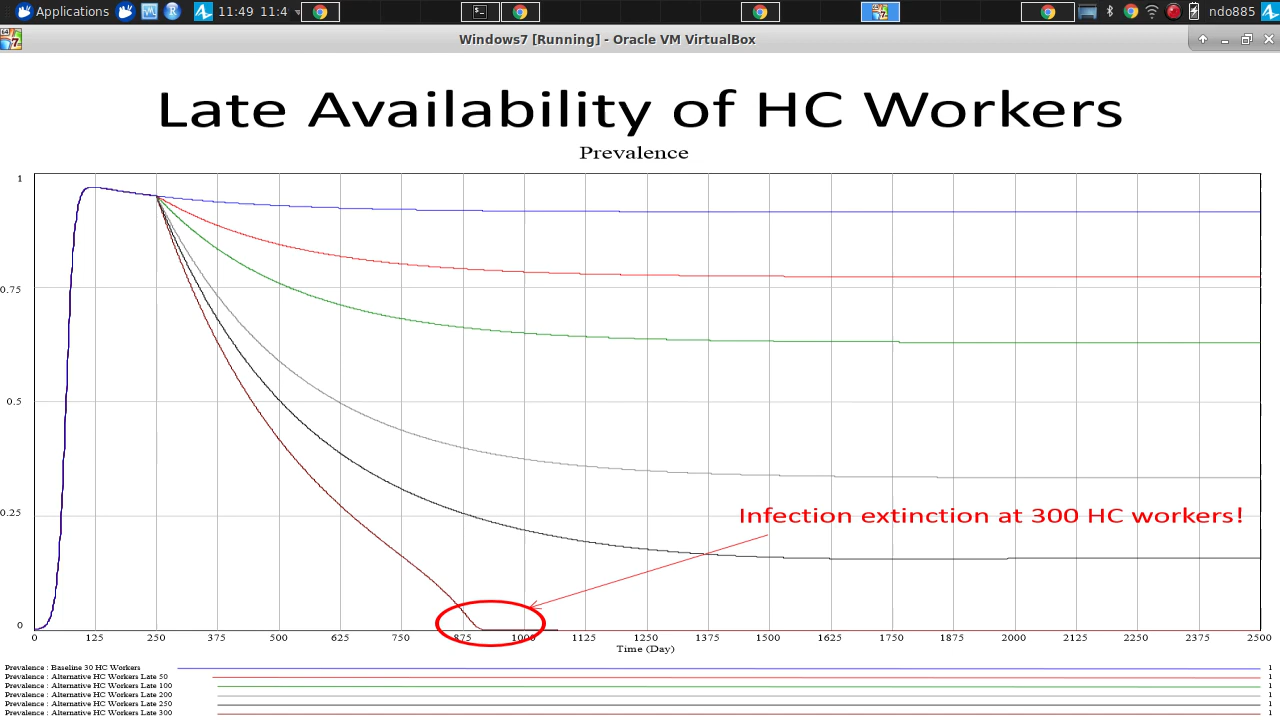 Applications 11:49 11:4 ndo885
Windows7 [Running] - Oracle VM VirtualBox
Late Availability of HC Workers
Prevalence
1
0.75
0.5
0.25
0
Infection extinction at 300 HC workers!
0 125 250 375 500 625 750 875 1000 1125 1250 1375 1500 1625 1750 1875 2000 2125 2250 2375 2500
Time (Day)
Prevalence : Baseline 30 HC Workers 1
Prevalence : Alternative HC Workers Late 50 1
Prevalence : Alternative HC Workers Late 100 1
Prevalence : Alternative HC Workers Late 200 1
Prevalence : Alternative HC Workers Late 250 1
Prevalence : Alternative HC Workers Late 300 1